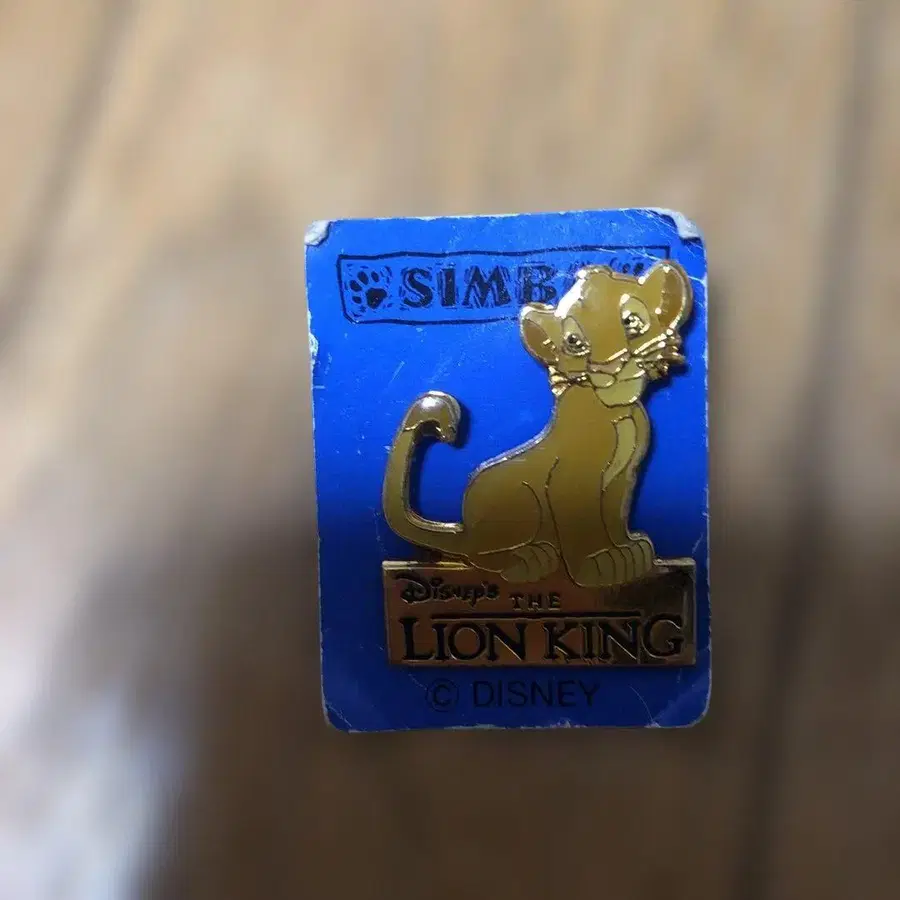 SIMB
Disney's THE
LION KING
© DISNEY